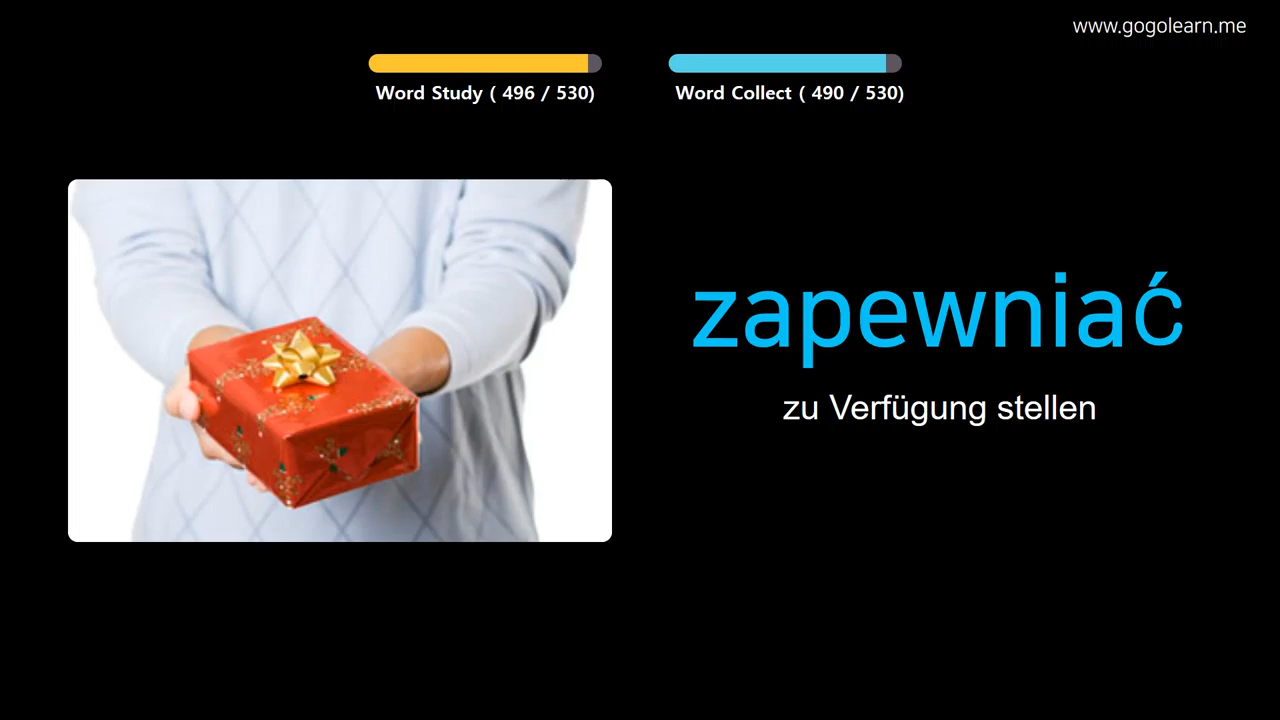 www.gogolearn.me
Word Study ( 496 / 530)
Word Collect ( 490 / 530)
zapewniać
zu Verfügung stellen